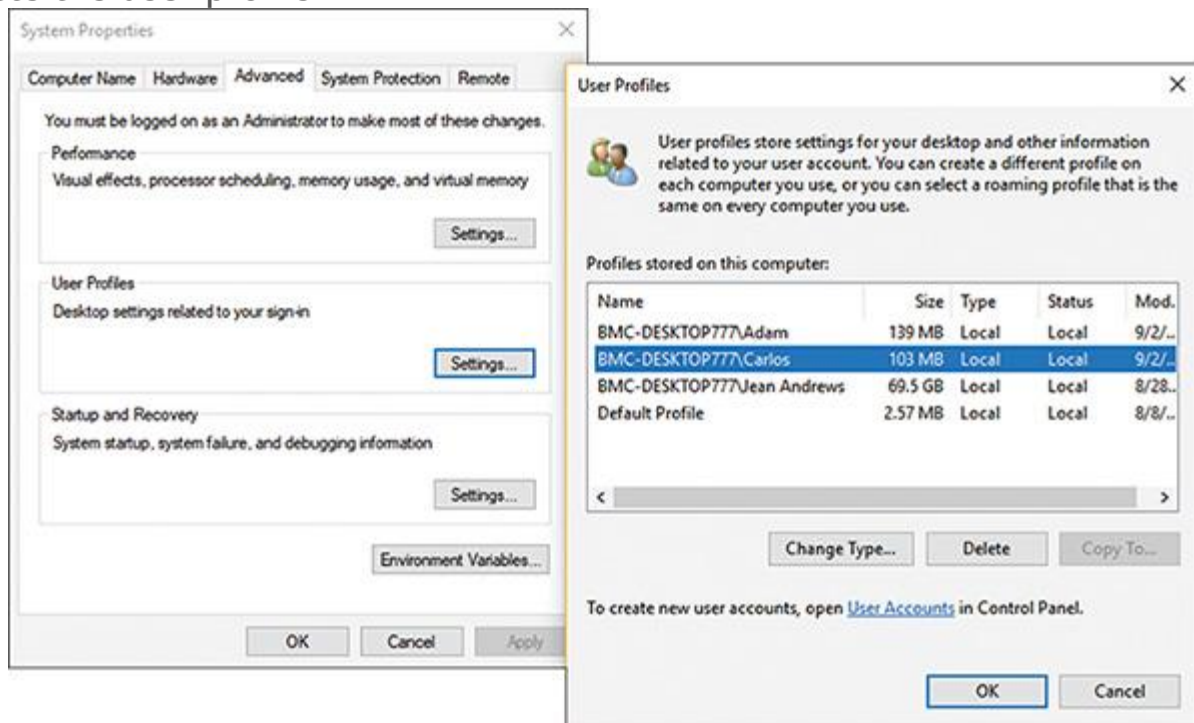 System Properties
Computer Name Hardware Advanced System Protection Remote
You must be logged on as an Administrator to make most of these changes.
Performance
Visual effects, processor scheduling, memory usage, and virtual memory
Settings...
User Profiles
Desktop settings related to your sign-in
Settings...
Startup and Recovery
System startup, system failure, and debugging information
Settings...
Environment Variables...
OK Cancel Apply
User Profiles
User profiles store settings for your desktop and other information
related to your user account. You can create a different profile on
each computer you use, or you can select a roaming profile that is the
same on every computer you use.
Profiles stored on this computer:
Name Size Type Status Mod.
BMC-DESKTOP777\Adam 139 MB Local Local 9/2/..
BMC-DESKTOP777\Carlos 103 MB Local Local 9/2/..
BMC-DESKTOP777\Jean Andrews 69.5 GB Local Local 8/28..
Default Profile 2.57 MB Local Local 8/8/..
Change Type... Delete Copy To...
To create new user accounts, open User Accounts in Control Panel.
OK Cancel